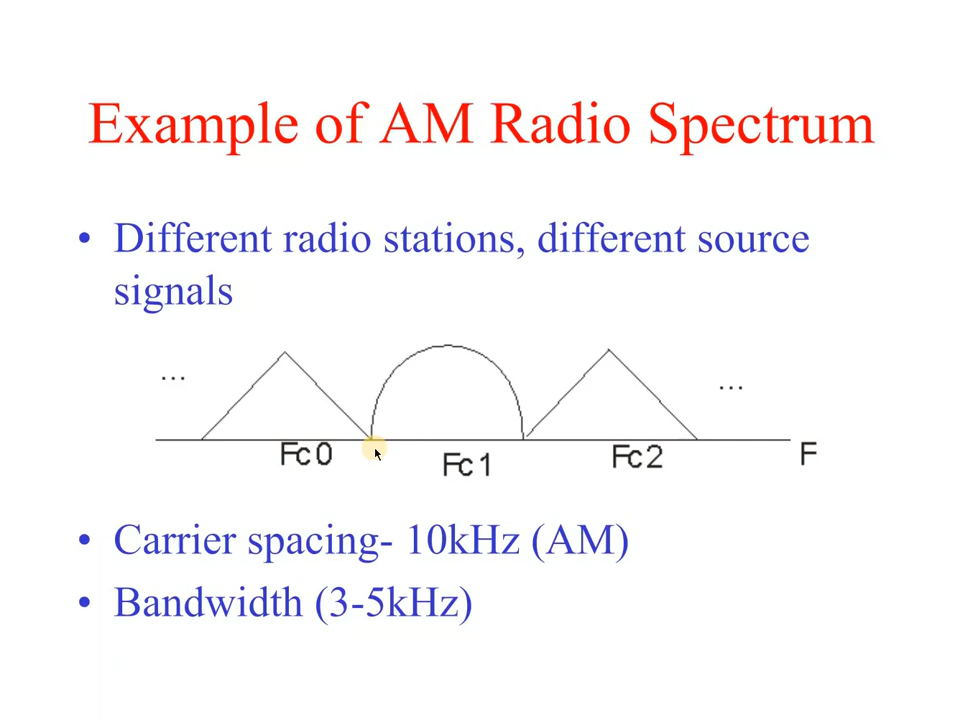 Example of AM Radio Spectrum
• Different radio stations, different source
signals
... ...
Fc0 Fc1 Fc2 F
• Carrier spacing- 10kHz (AM)
• Bandwidth (3-5kHz)